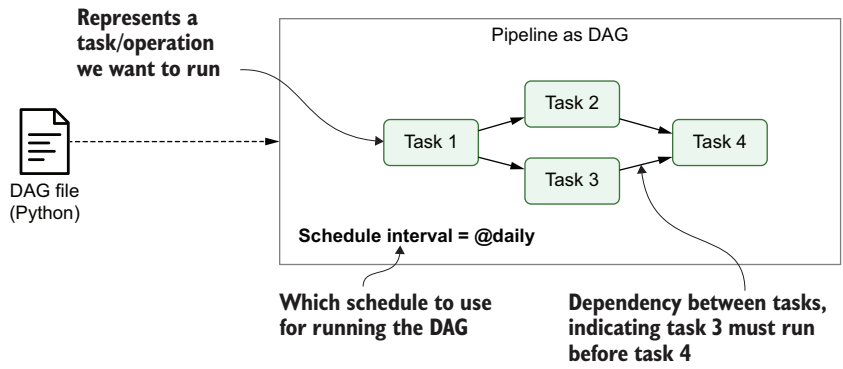 Represents a
task/operation
we want to run
Pipeline as DAG
Task 1
Task 2
Task 3
Task 4
DAG file
(Python)
Schedule interval = @daily
Which schedule to use
for running the DAG
Dependency between tasks,
indicating task 3 must run
before task 4